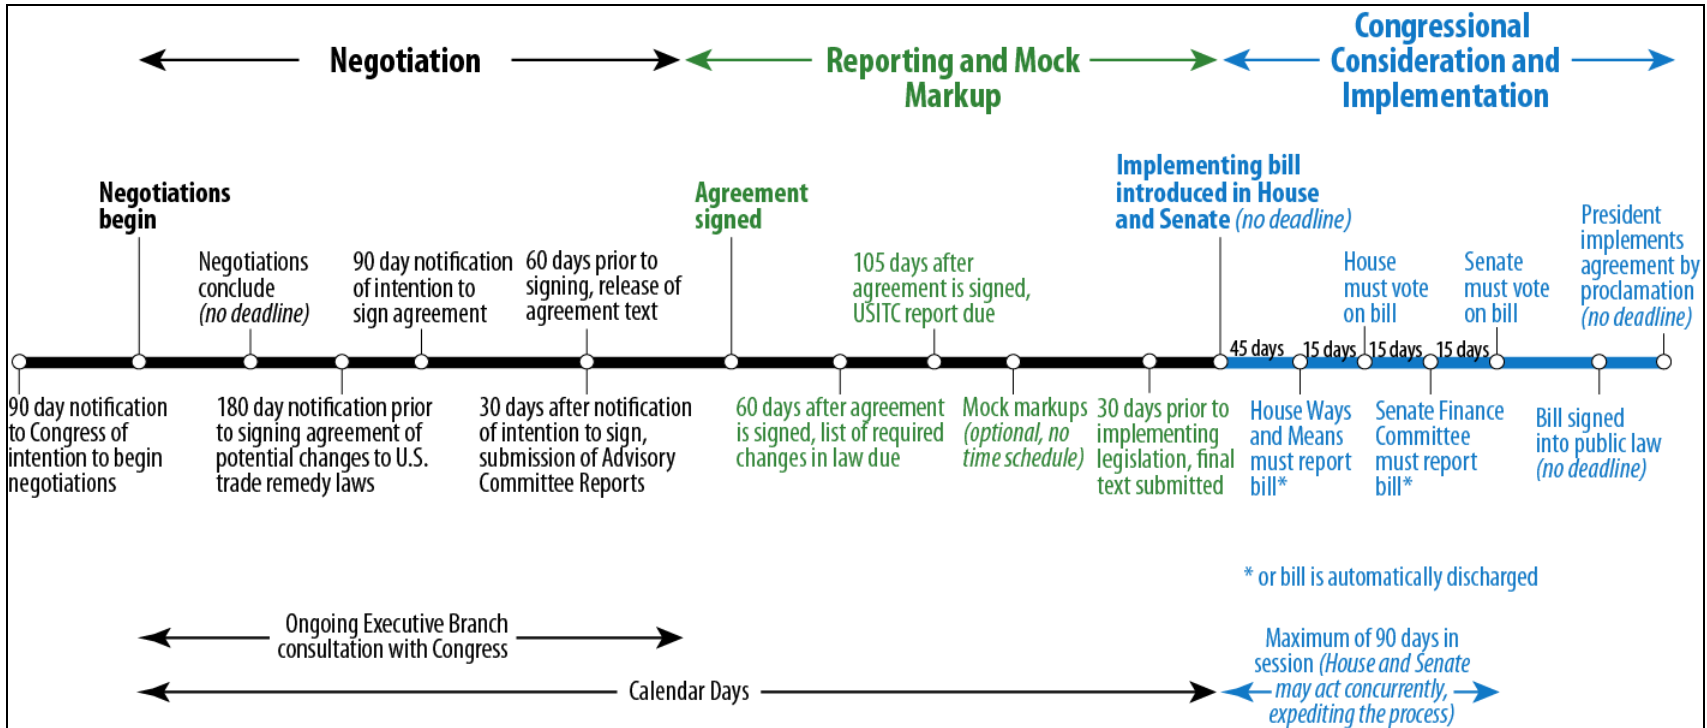 Negotiation
Reporting and Mock
Markup
Congressional
Consideration and
Implementation
Negotiations
begin
Agreement
signed
Implementing bill
introduced in House
and Senate (no deadline)
Negotiations
conclude
(no deadline)
90 day notification
of intention to
sign agreement
60 days prior to
signing, release of
agreement text
105 days after
agreement is signed,
USITC report due
House
must vote
on bill
Senate
must vote
on bill
President
implements
agreement by
proclamation
(no deadline)
45 days
15 days
15 days
15 days
90 day notification
to Congress of
intention to begin
negotiations
180 day notification prior
to signing agreement of
potential changes to U.S.
trade remedy laws
30 days after notification
of intention to sign,
submission of Advisory
Committee Reports
60 days after agreement
is signed, list of required
changes in law due
Mock markups
(optional, no
time schedule)
30 days prior to
implementing
legislation, final
text submitted
House Ways
and Means
must report
bill*
Senate Finance
Committee
must report
bill*
Bill signed
into public law
(no deadline)
* or bill is automatically discharged
Ongoing Executive Branch
consultation with Congress
Calendar Days
Maximum of 90 days in
session (House and Senate
may act concurrently,
expediting the process)